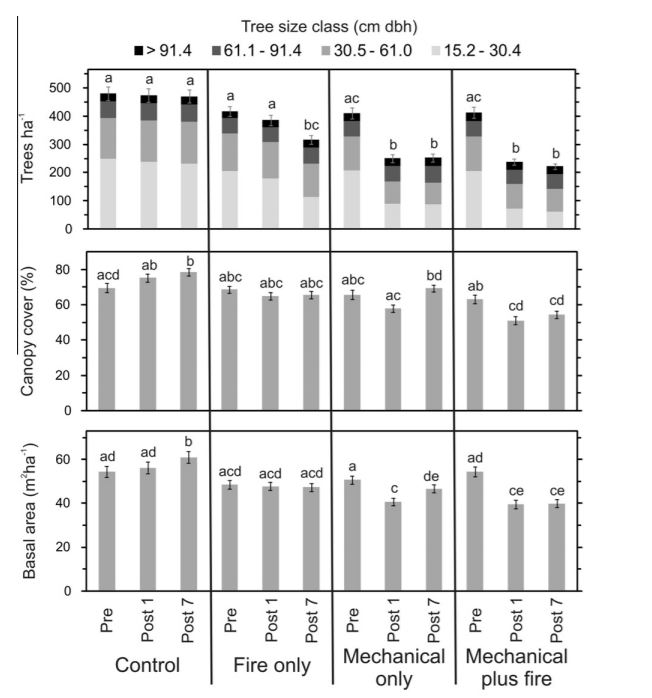 Tree size class (cm dbh)
> 91.4 61.1 - 91.4 30.5 - 61.0 15.2 - 30.4
Trees ha⁻¹
500
400
300
200
100
0
a a a
a a bc
ac b b
ac b b
Canopy cover (%)
80
60
40
20
0
acd ab b
abc abc abc
abc ac bd
ab cd cd
Basal area (m²ha⁻¹)
60
40
20
0
ad ad b
acd acd acd
a c de
ad ce ce
Pre Post 1 Post 7 Pre Post 1 Post 7 Pre Post 1 Post 7 Pre Post 1 Post 7
Control
Fire only
Mechanical
only
Mechanical
plus fire